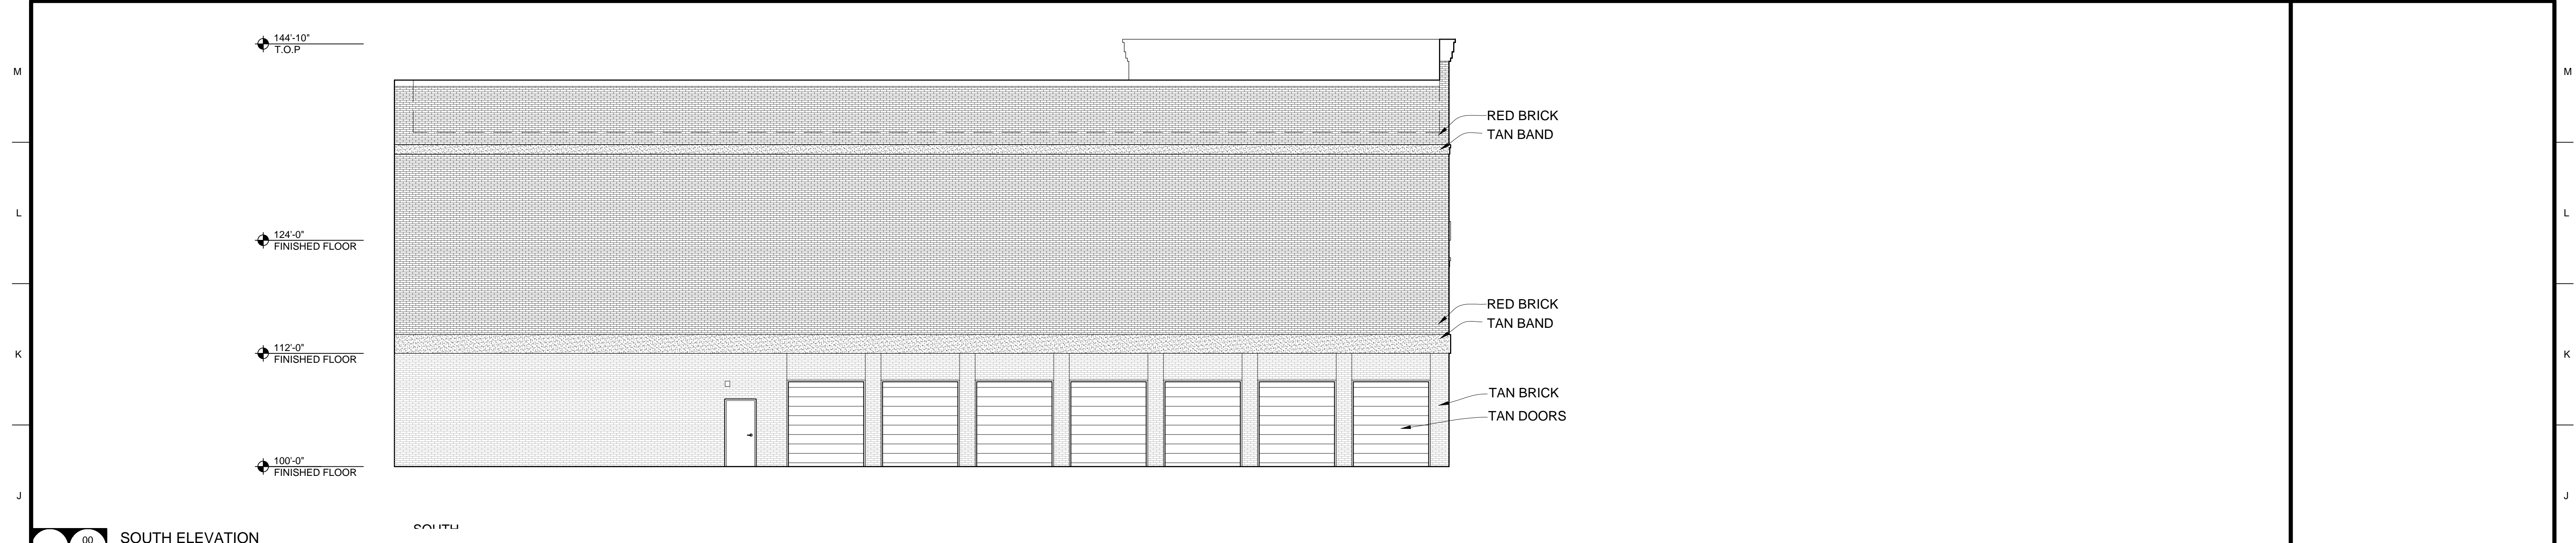 144'-10"
T.O.P
M
M
RED BRICK
TAN BAND
L
L
124'-0"
FINISHED FLOOR
RED BRICK
TAN BAND
112'-0"
FINISHED FLOOR
K
K
TAN BRICK
TAN DOORS
100'-0"
FINISHED FLOOR
J
J
SOUTH
00
SOUTH ELEVATION